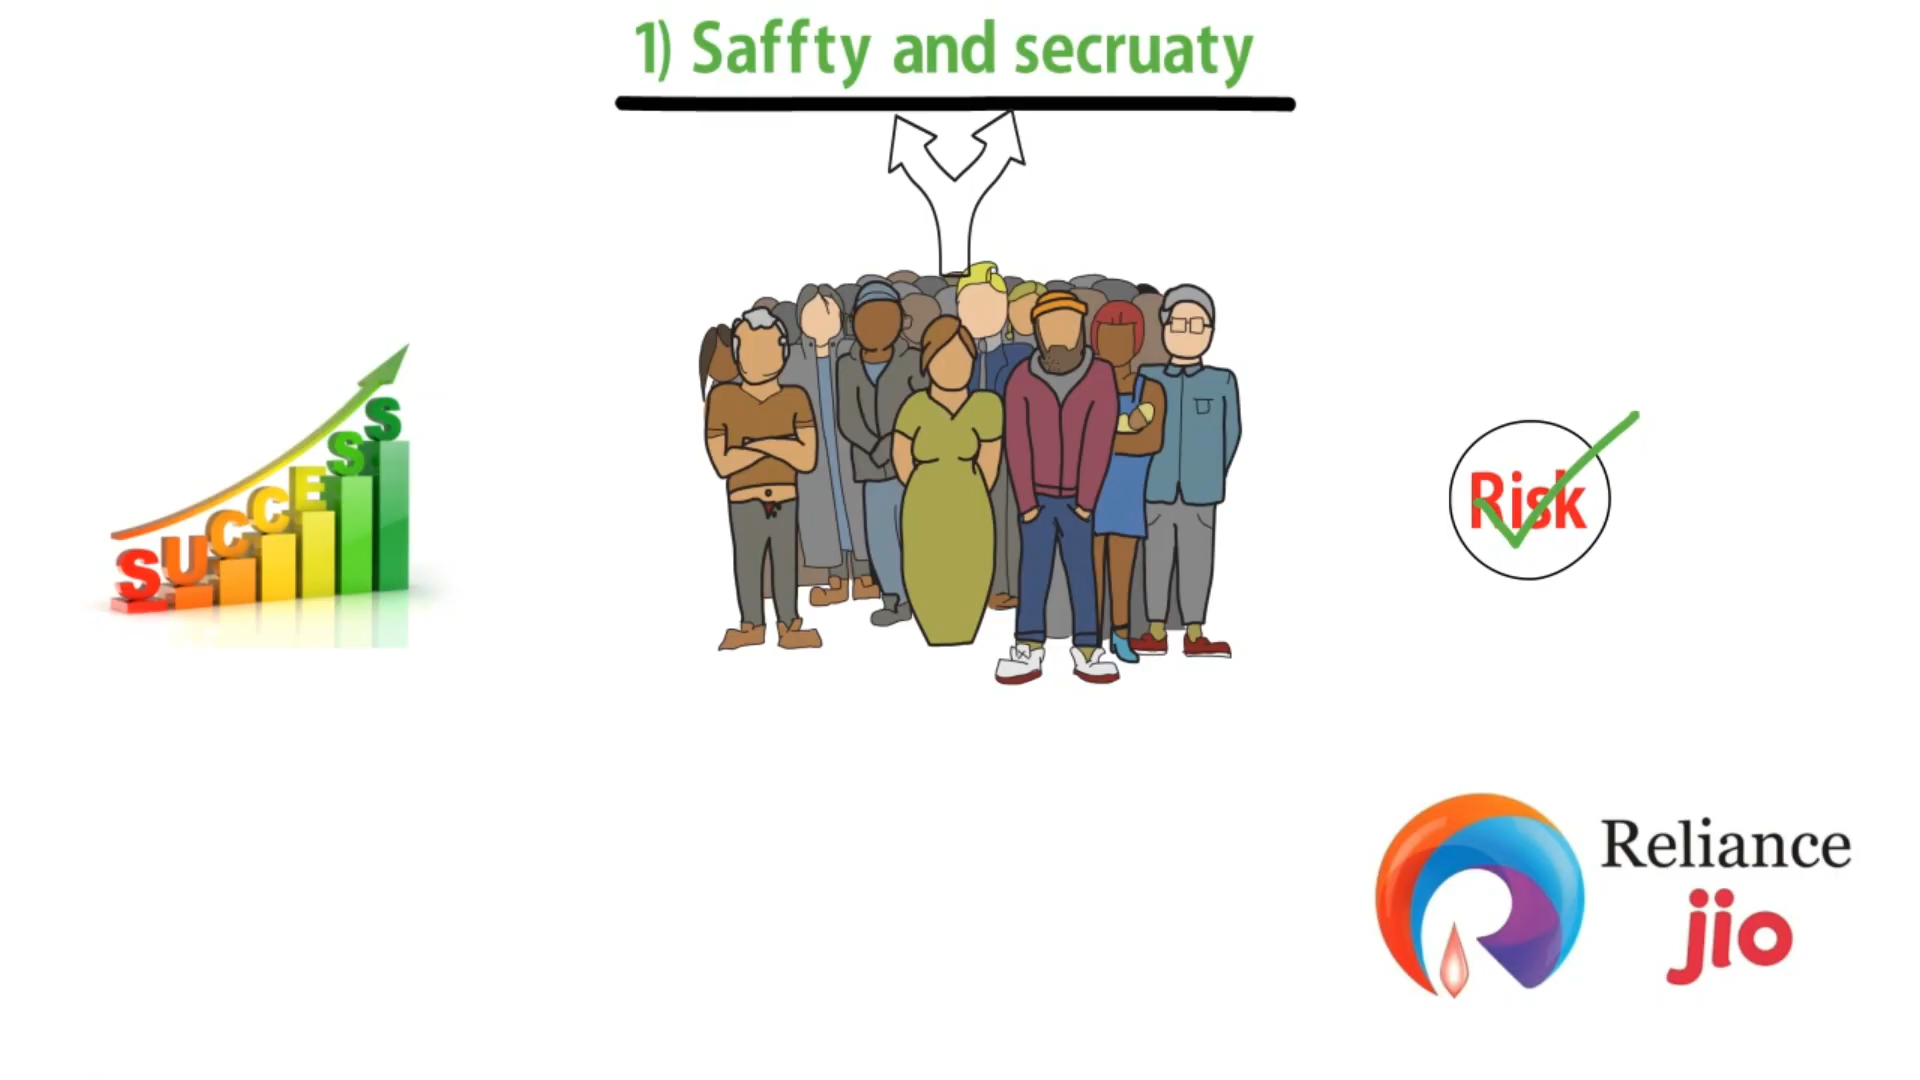 1) Saffty and secruaty
SUCCESS
Risk
Reliance
jio